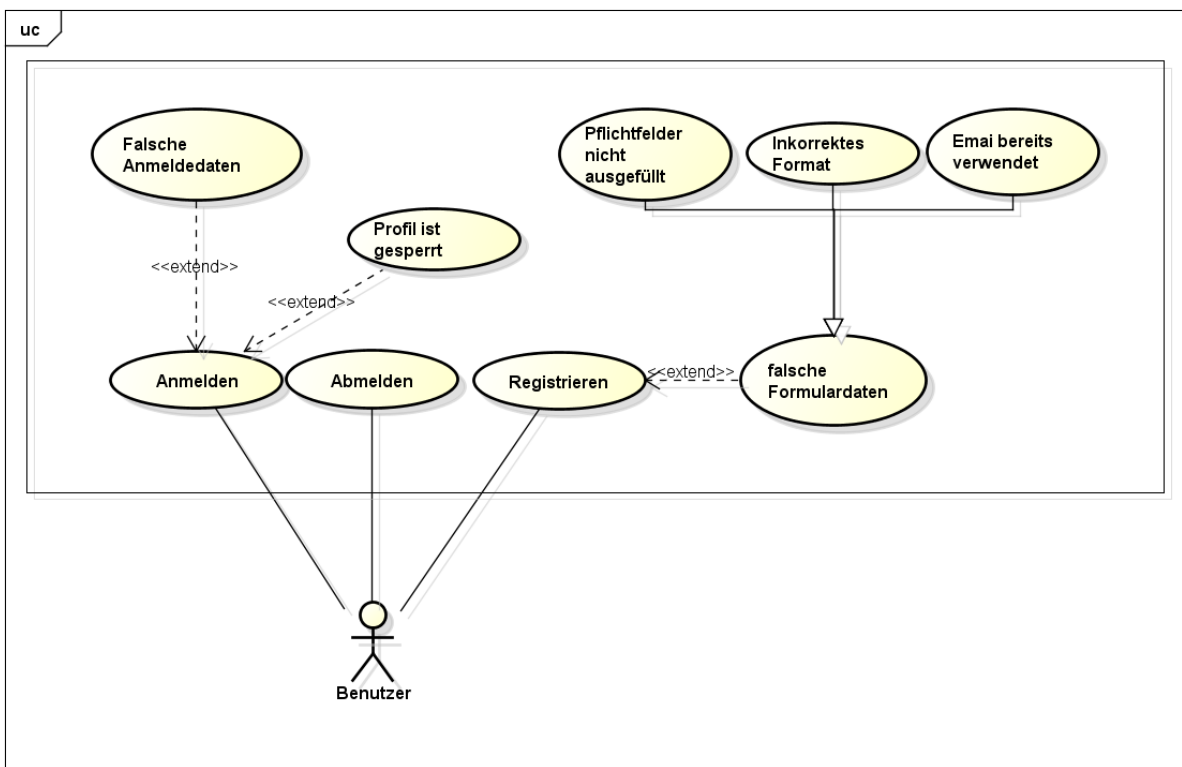 uc
Falsche
Anmeldedaten
Pflichtfelder
nicht
ausgefüllt
Inkorrektes
Format
Emai bereits
verwendet
Profil ist
gesperrt
<<extend>>
<<extend>>
Anmelden
Abmelden
Registrieren
<<extend>>
falsche
Formulardaten
Benutzer